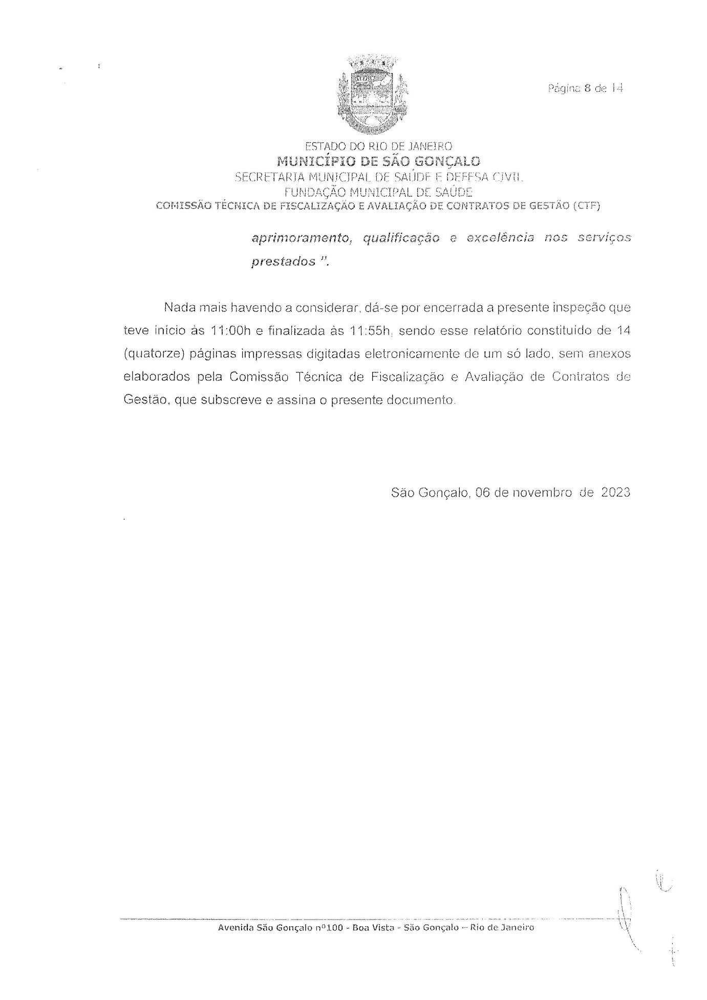 Página 8 de 14
ESTADO DO RIO DE JANEIRO
MUNICÍPIO DE SÃO GONÇALO
SECRETARIA MUNICIPAL DE SAÚDE E DEFESA CIVIL
FUNDAÇÃO MUNICIPAL DE SAÚDE
COMISSÃO TÉCNICA DE FISCALIZAÇÃO E AVALIAÇÃO DE CONTRATOS DE GESTÃO (CTF)
aprimoramento, qualificação e excelência nos serviços
prestados ”.
Nada mais havendo a considerar, dá-se por encerrada a presente inspeção que
teve início às 11:00h e finalizada às 11:55h, sendo esse relatório constituído de 14
(quatorze) páginas impressas digitadas eletronicamente de um só lado, sem anexos
elaborados pela Comissão Técnica de Fiscalização e Avaliação de Contratos de
Gestão, que subscreve e assina o presente documento.
São Gonçalo, 06 de novembro de 2023
Avenida São Gonçalo nº100 - Boa Vista - São Gonçalo – Rio de Janeiro